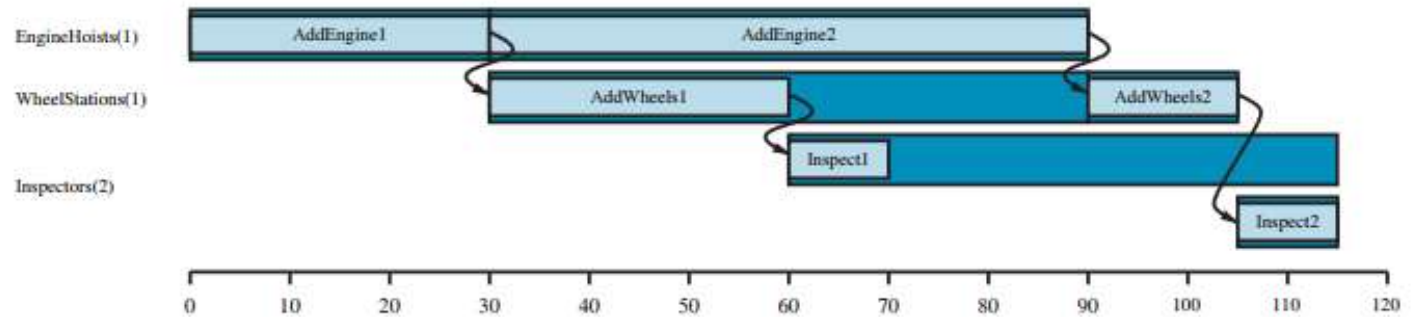 EngineHoists(1) AddEngine1 AddEngine2
WheelStations(1) AddWheels1 AddWheels2
Inspect1
Inspectors(2)
Inspect2
0 10 20 30 40 50 60 70 80 90 100 110 120